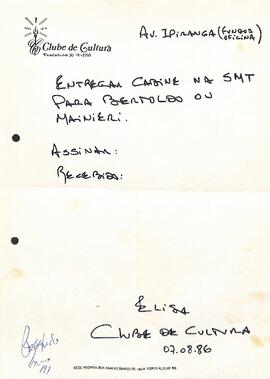 Clube de Cultura
AV. IPIRANGA (FUNDOS
OFICINA)
ENTREGAR CABINE NA SMT
PARA BERTOLDO OU
MAINIERI.
ASSINAR:
RECEBIDO:
ELISA
CLUBE DE CULTURA
07.08.86